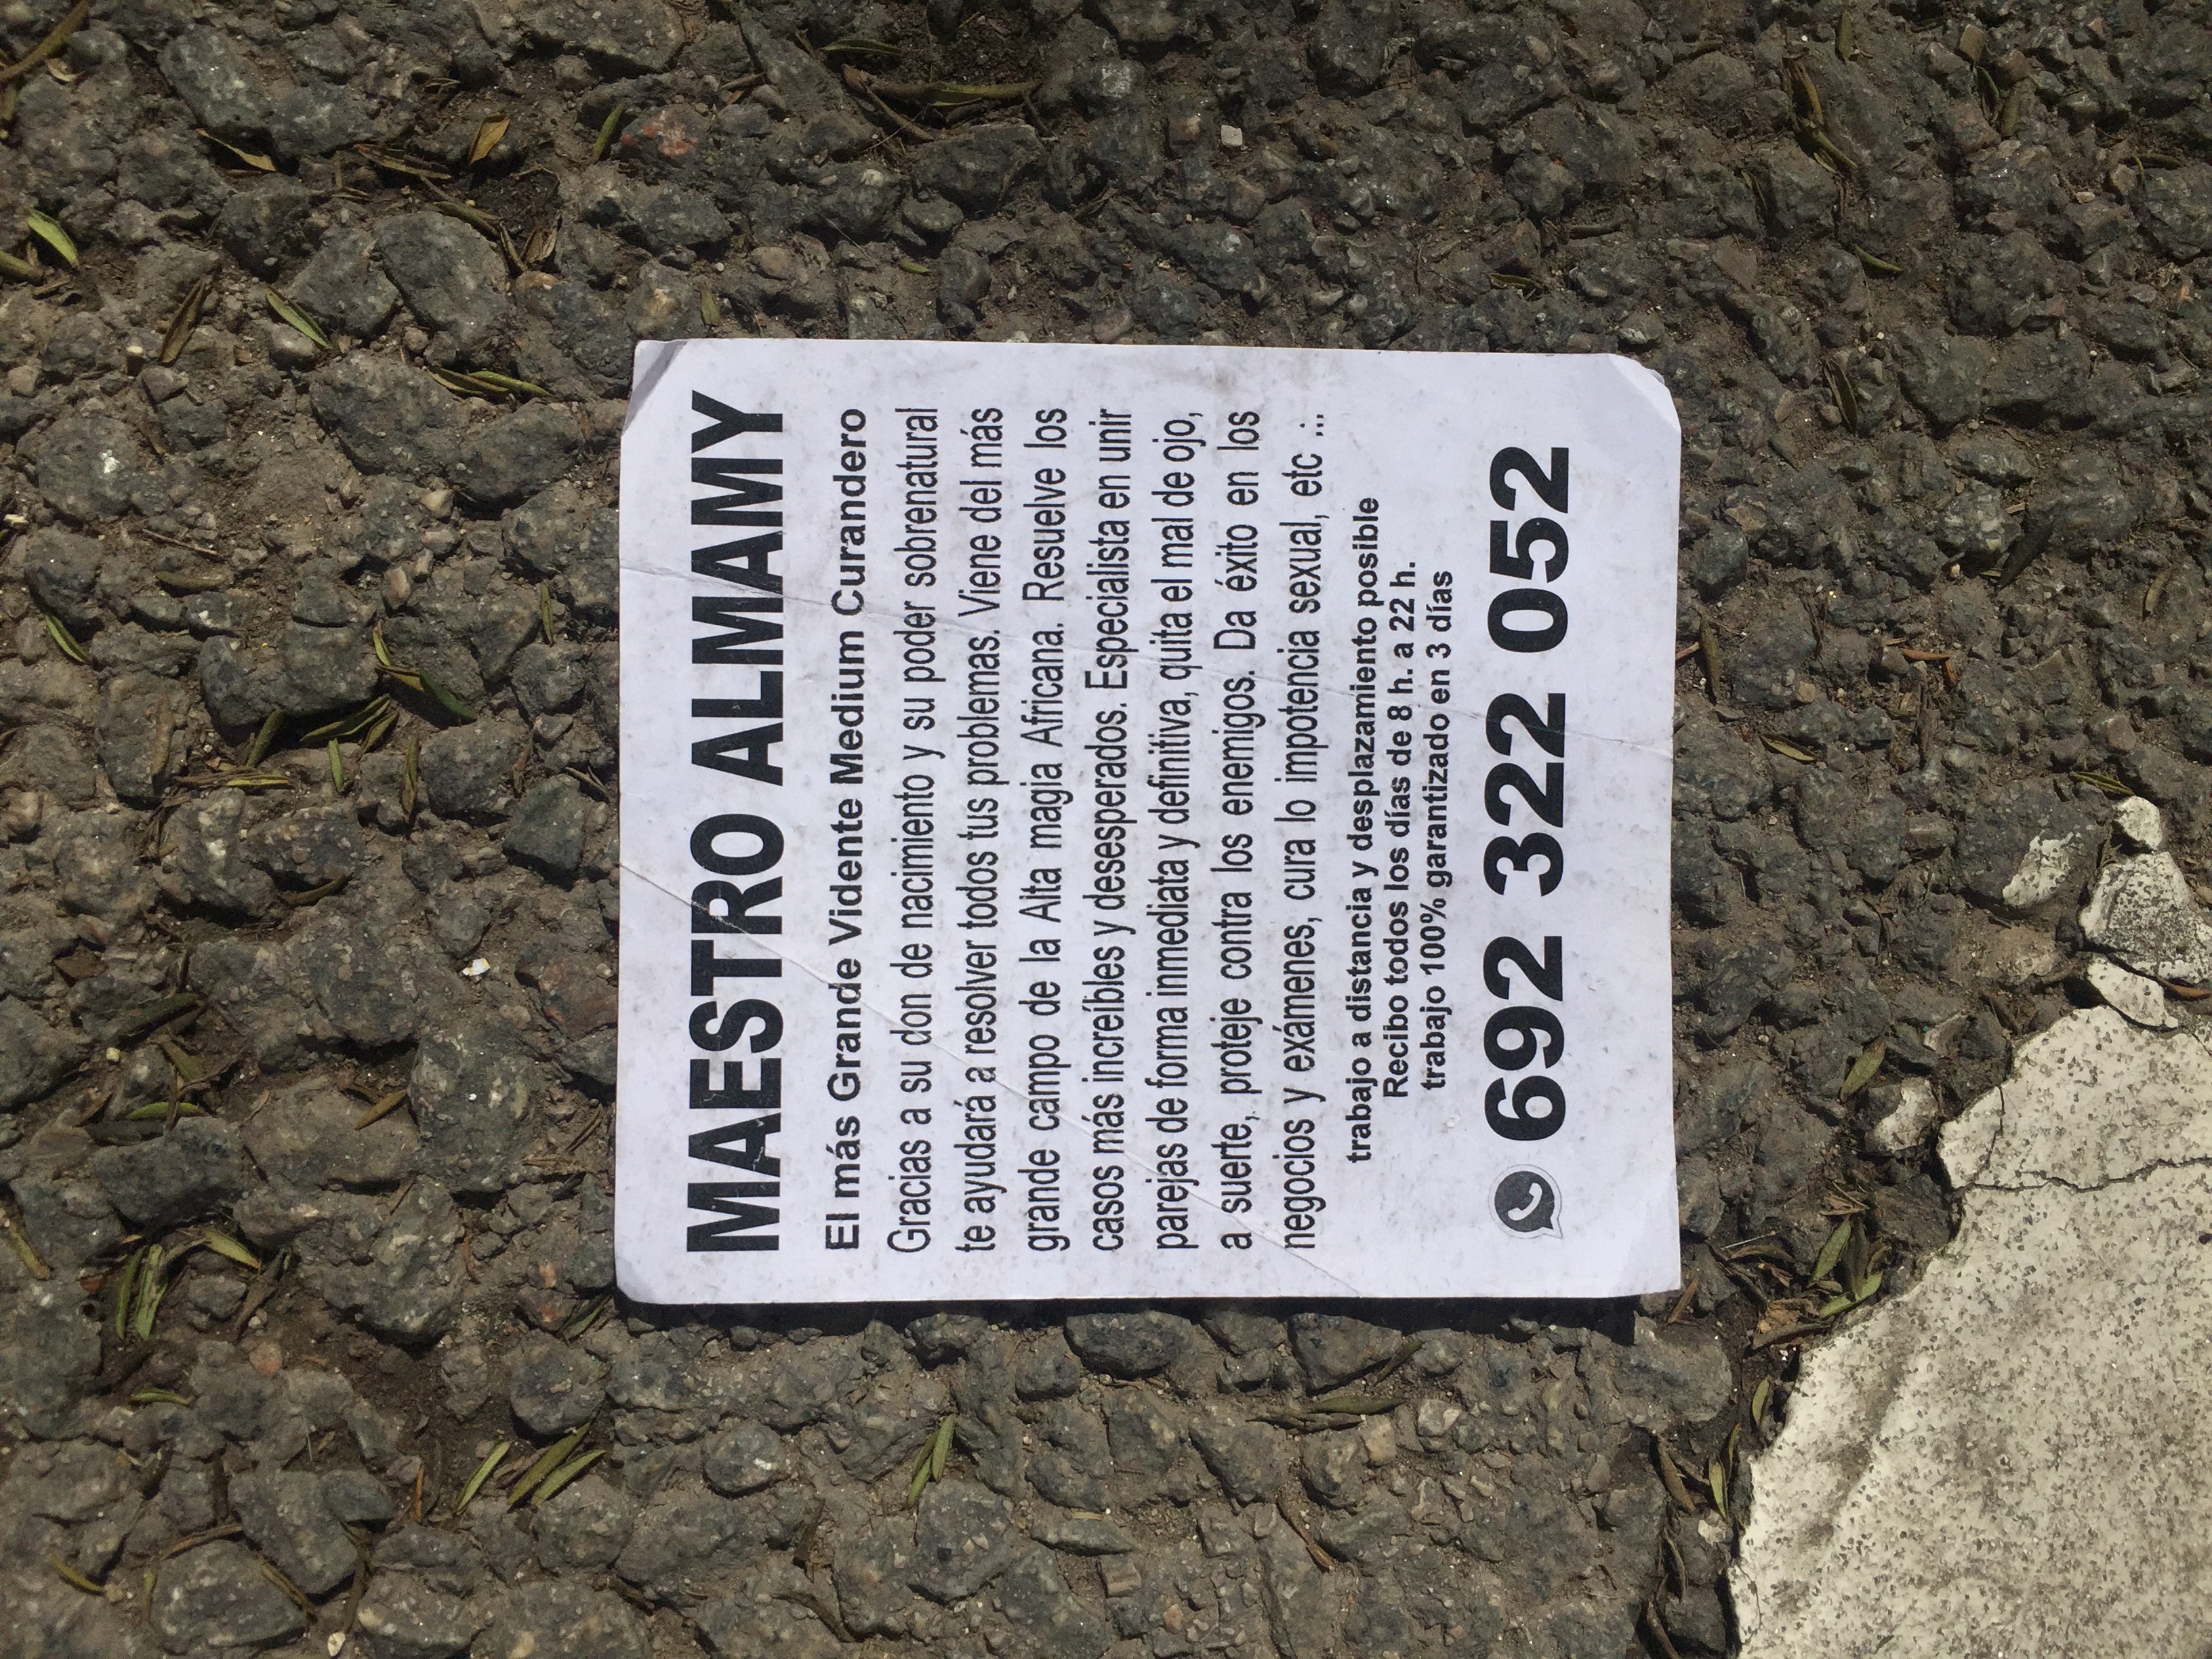 MAESTRO ALMAMY
El más Grande Vidente Medium Curandero
Gracias a su don de nacimiento y su poder sobrenatural
te ayudará a resolver todos tus problemas. Viene del más
grande campo de la Alta magia Africana. Resuelve los
casos más increíbles y desesperados. Especialista en unir
parejas de forma inmediata y definitiva, quita el mal de ojo,
a suerte, proteje contra los enemigos. Da éxito en los
negocios y exámenes, cura lo impotencia sexual, etc ...
trabajo a distancia y desplazamiento posible
Recibo todos los días de 8 h. a 22 h.
trabajo 100% garantizado en 3 días
692 322 052